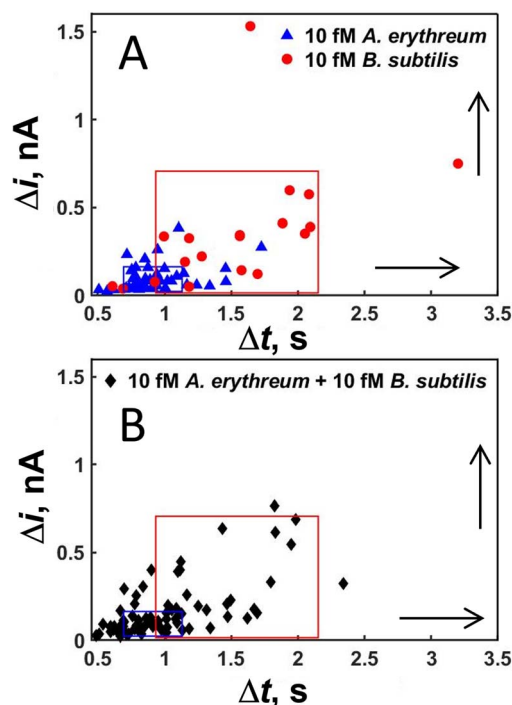 A
10 fM A. erythreum
10 fM B. subtilis
1.5
1
0.5
0
Δi, nA
0.5 1 1.5 2 2.5 3 3.5
Δt, s
B
10 fM A. erythreum + 10 fM B. subtilis
1.5
1
0.5
0
Δi, nA
0.5 1 1.5 2 2.5 3 3.5
Δt, s